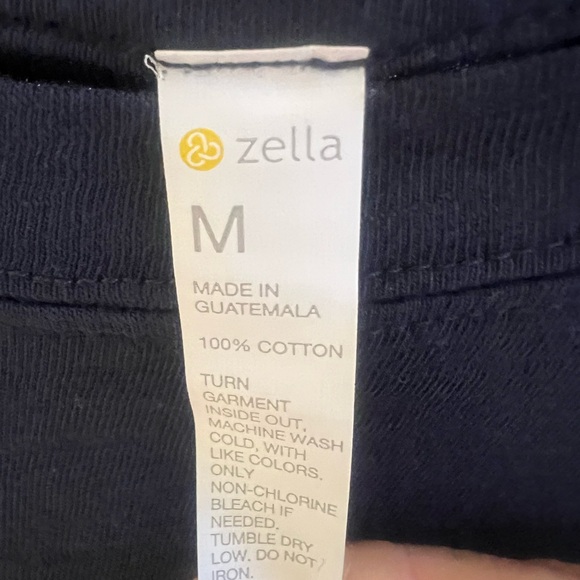 zella
M
MADE IN
GUATEMALA
100% COTTON
TURN
GARMENT
INSIDE OUT,
MACHINE WASH
COLD, WITH
LIKE COLORS.
ONLY
NON-CHLORINE
BLEACH IF
NEEDED.
TUMBLE DRY
LOW. DO NOT
IRON.